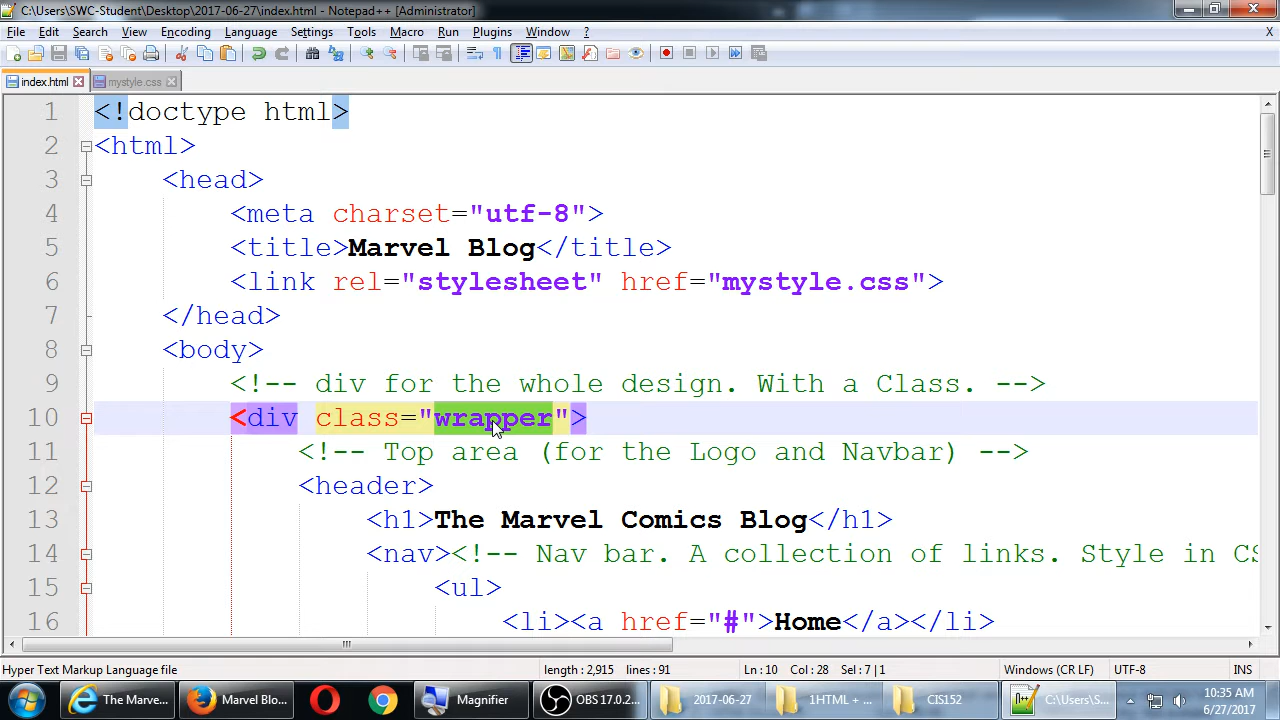 C:\Users\SWC-Student\Desktop\2017-06-27\index.html - Notepad++ [Administrator]
File Edit Search View Encoding Language Settings Tools Macro Run Plugins Window ? X
index.html mystyle.css
1 <!doctype html>
2 <html>
3 <head>
4 <meta charset="utf-8">
5 <title>Marvel Blog</title>
6 <link rel="stylesheet" href="mystyle.css">
7 </head>
8 <body>
9 <!-- div for the whole design. With a Class. -->
10 <div class="wrapper">
11 <!-- Top area (for the Logo and Navbar) -->
12 <header>
13 <h1>The Marvel Comics Blog</h1>
14 <nav><!-- Nav bar. A collection of links. Style in CS
15 <ul>
16 <li><a href="#">Home</a></li>
Hyper Text Markup Language file length : 2,915 lines : 91 Ln : 10 Col : 28 Sel : 7 | 1 Windows (CR LF) UTF-8 INS
The Marve... Marvel Blo... Magnifier OBS 17.0.2... 2017-06-27 1HTML + ... CIS152 C:\Users\S... 10:35 AM
6/27/2017